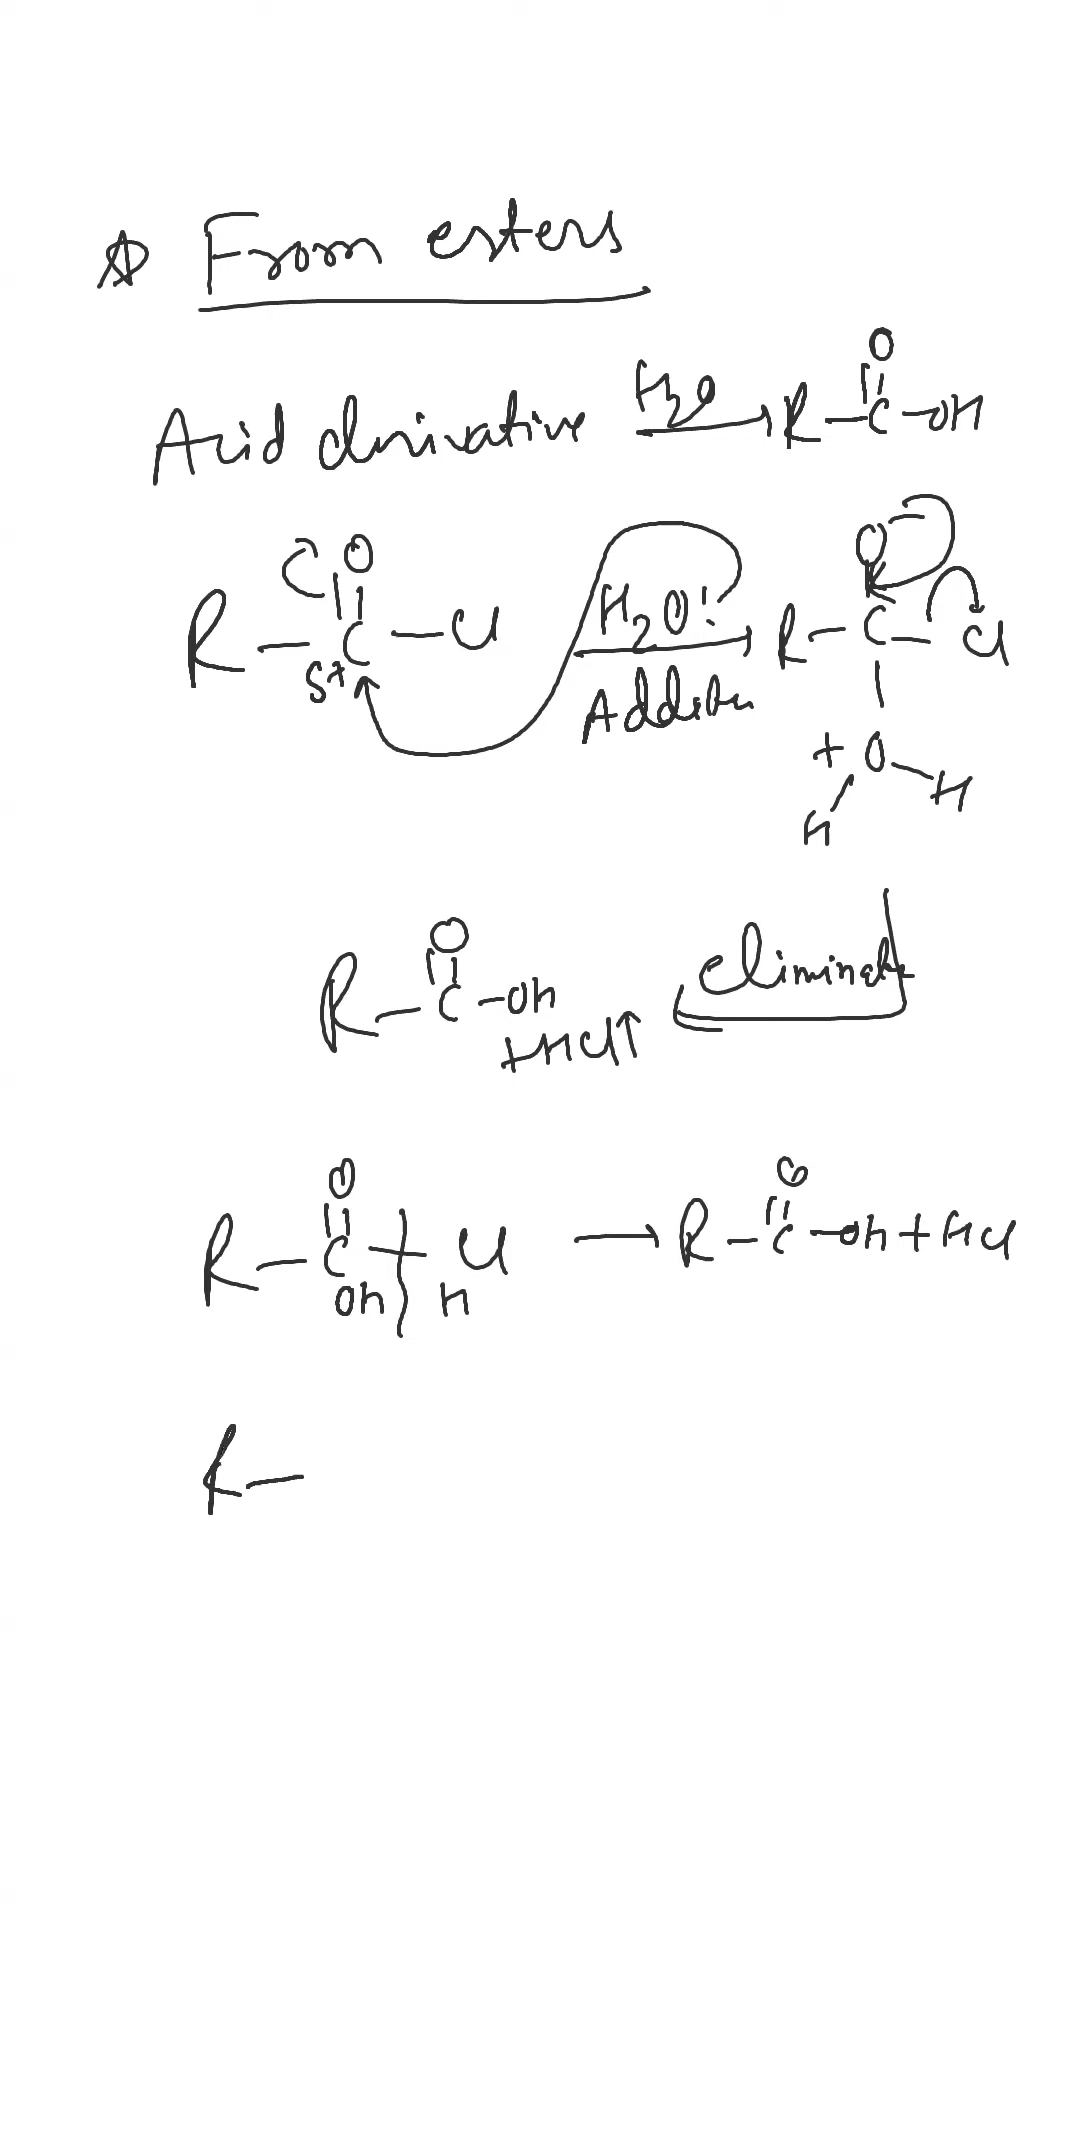 From esters
Acid derivative H2O → R-C-OH
O
O
R-C-Cl
δ+
H2O:
Addition
O-
R-C-Cl
+ O-H
H
eliminate
O
R-C-OH
+HCl↑
O
R-C-Cl
OH H
→
O
R-C-OH+HCl
R-